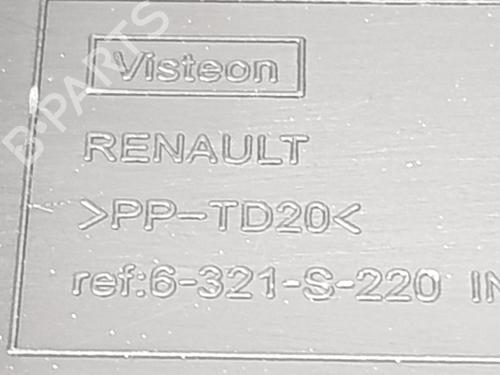 Visteon
RENAULT
>PP-TD20<
ref:6-321-S-220 IN
B-PARTS